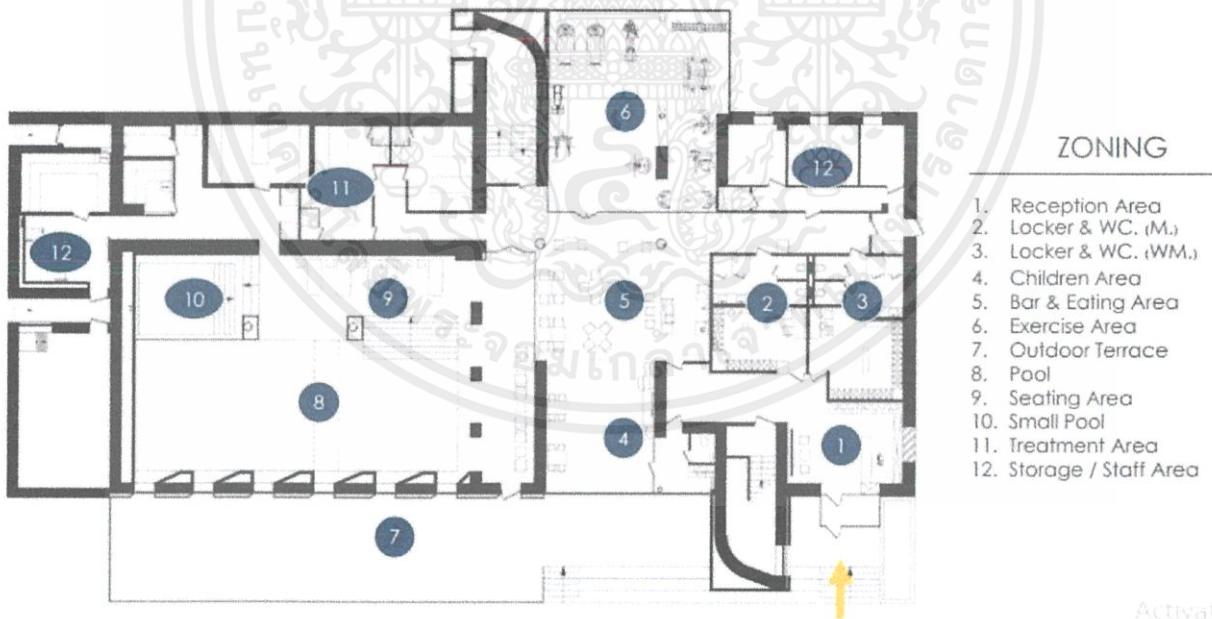 ZONING
1. Reception Area
2. Locker & WC. (M.)
3. Locker & WC. (WM.)
4. Children Area
5. Bar & Eating Area
6. Exercise Area
7. Outdoor Terrace
8. Pool
9. Seating Area
10. Small Pool
11. Treatment Area
12. Storage / Staff Area
6
12
11
12
10
9
5
2
3
8
4
1
7
Activat